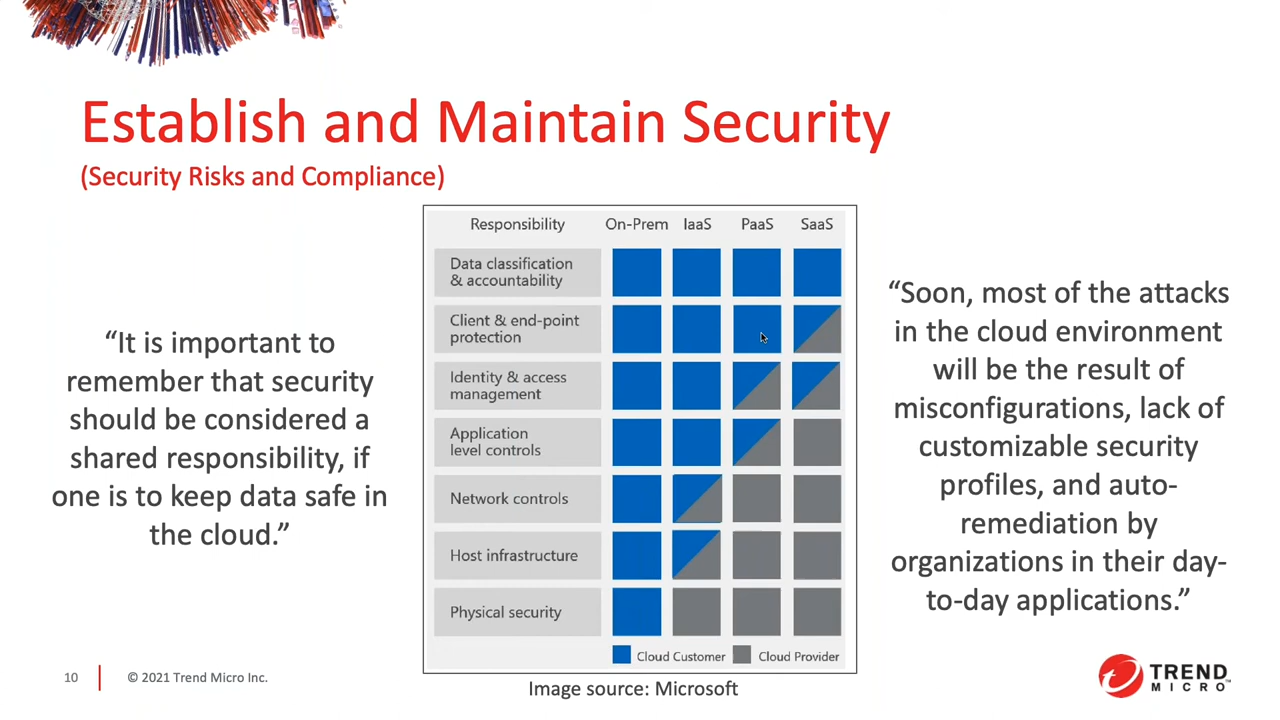 Establish and Maintain Security
(Security Risks and Compliance)
“It is important to
remember that security
should be considered a
shared responsibility, if
one is to keep data safe in
the cloud.”
Responsibility On-Prem IaaS PaaS SaaS
Data classification
& accountability
Client & end-point
protection
Identity & access
management
Application
level controls
Network controls
Host infrastructure
Physical security
Cloud Customer Cloud Provider
Image source: Microsoft
“Soon, most of the attacks
in the cloud environment
will be the result of
misconfigurations, lack of
customizable security
profiles, and auto-
remediation by
organizations in their day-
to-day applications.”
10 © 2021 Trend Micro Inc.
TREND
MICRO™